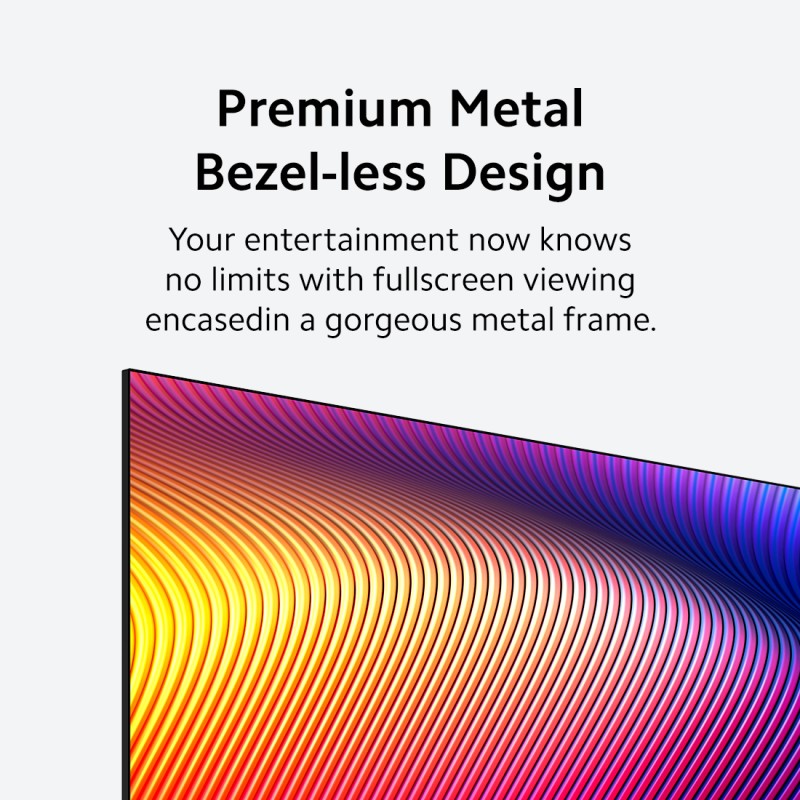 Premium Metal
Bezel-less Design
Your entertainment now knows
no limits with fullscreen viewing
encasedin a gorgeous metal frame.